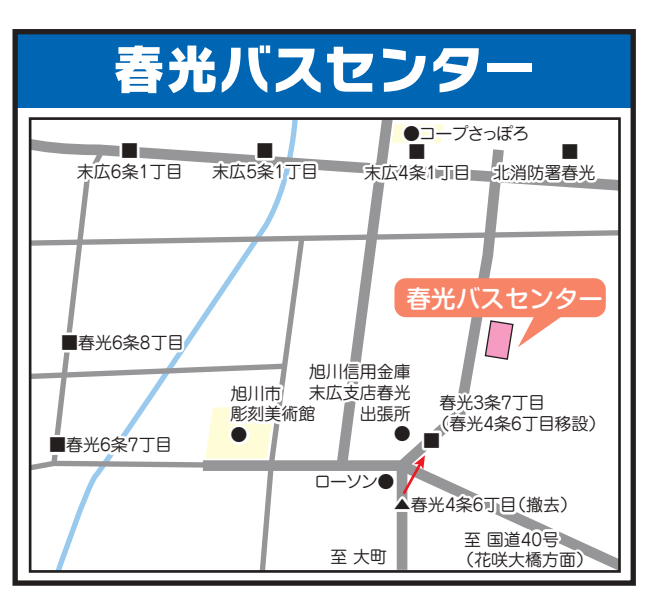 春光バスセンター
コープさっぽろ
末広6条1丁目
末広5条1丁目
末広4条1丁目
北消防署春光
春光バスセンター
春光6条8丁目
旭川信用金庫
末広支店春光
出張所
旭川市
彫刻美術館
春光3条7丁目
(春光4条6丁目移設)
春光6条7丁目
ローソン
春光4条6丁目(撤去)
至 大町
至 国道40号
(花咲大橋方面)